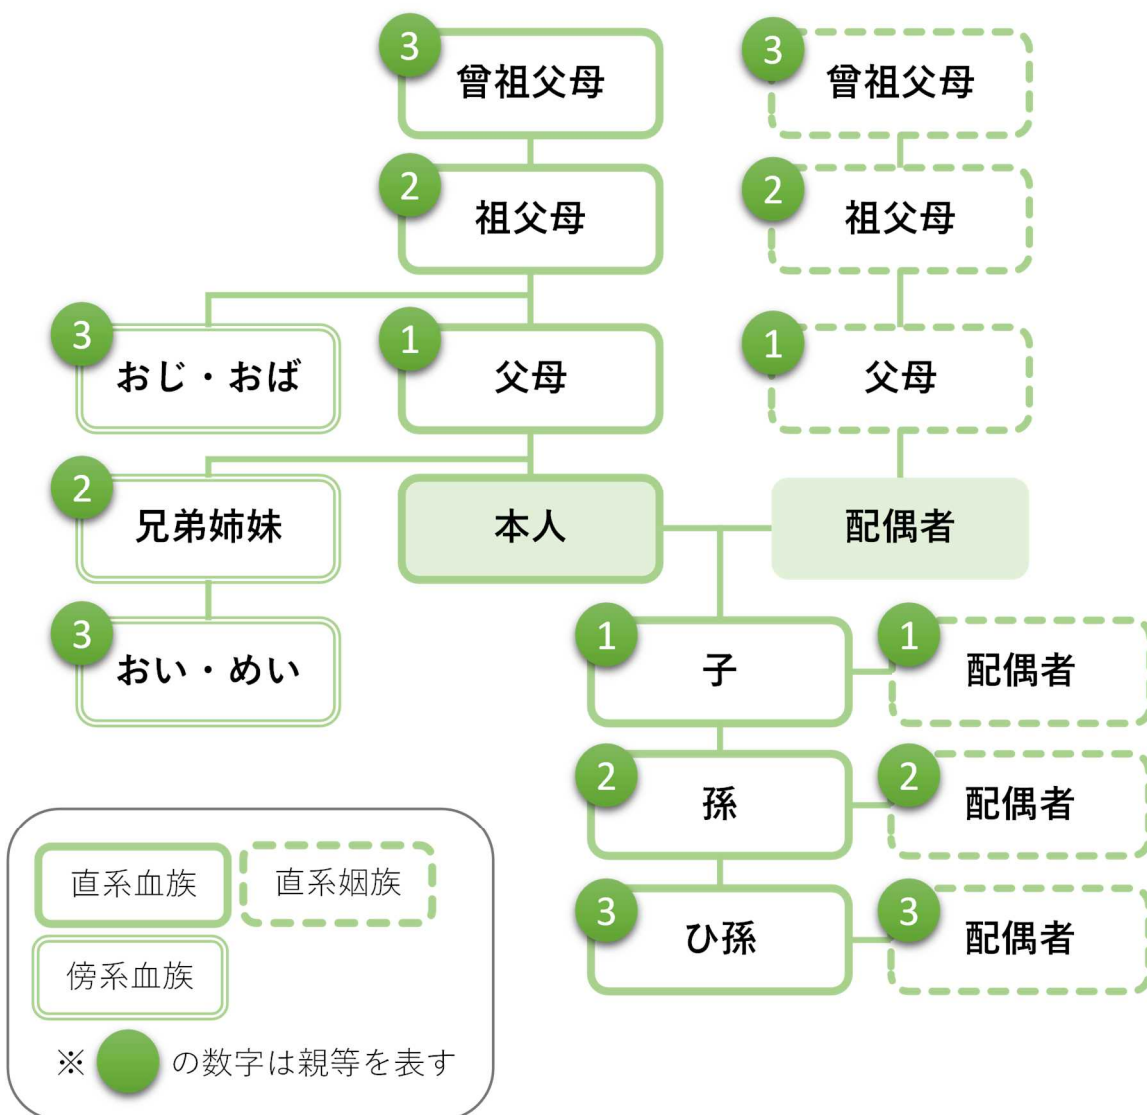 3
曾祖父母
3
曾祖父母
2
祖父母
2
祖父母
3
おじ・おば
1
父母
1
父母
2
兄弟姉妹
本人
配偶者
3
おい・めい
1
子
1
配偶者
2
孫
2
配偶者
3
ひ孫
3
配偶者
直系血族
直系姻族
傍系血族
※ の数字は親等を表す